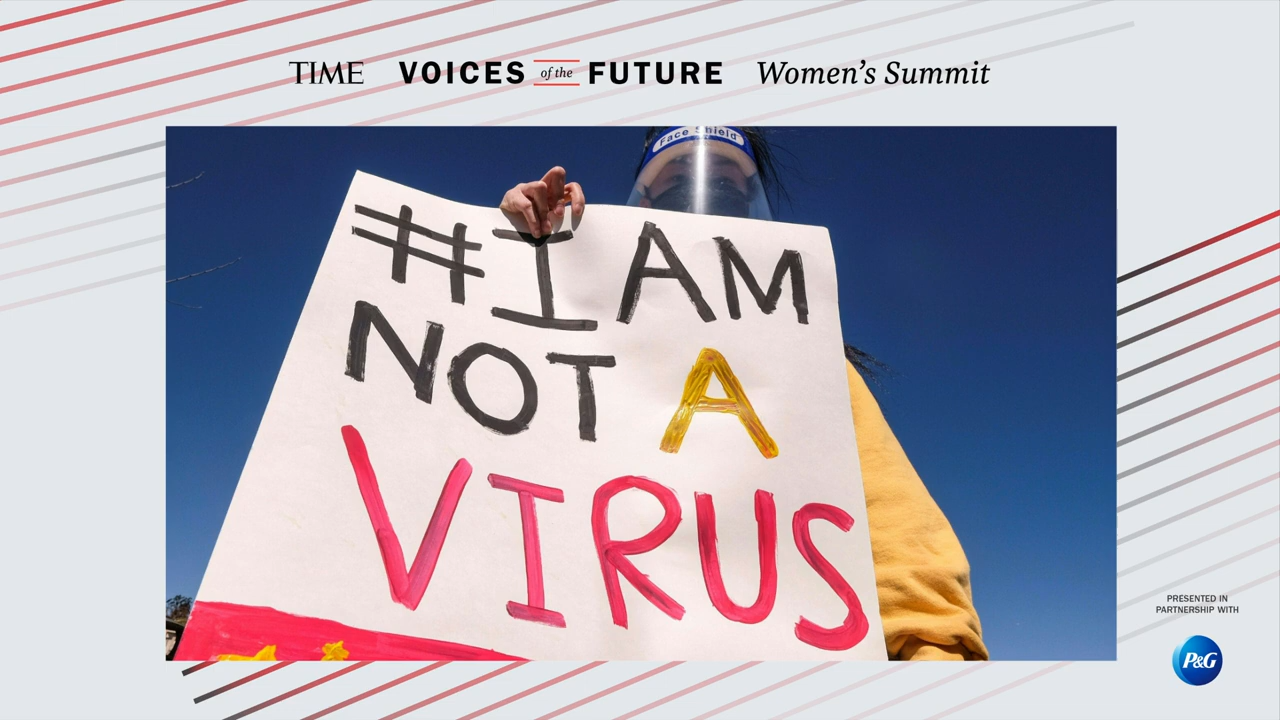 TIME VOICES of the FUTURE Women's Summit
Face Shield
#I AM
NOT A
VIRUS
PRESENTED IN
PARTNERSHIP WITH
P&G